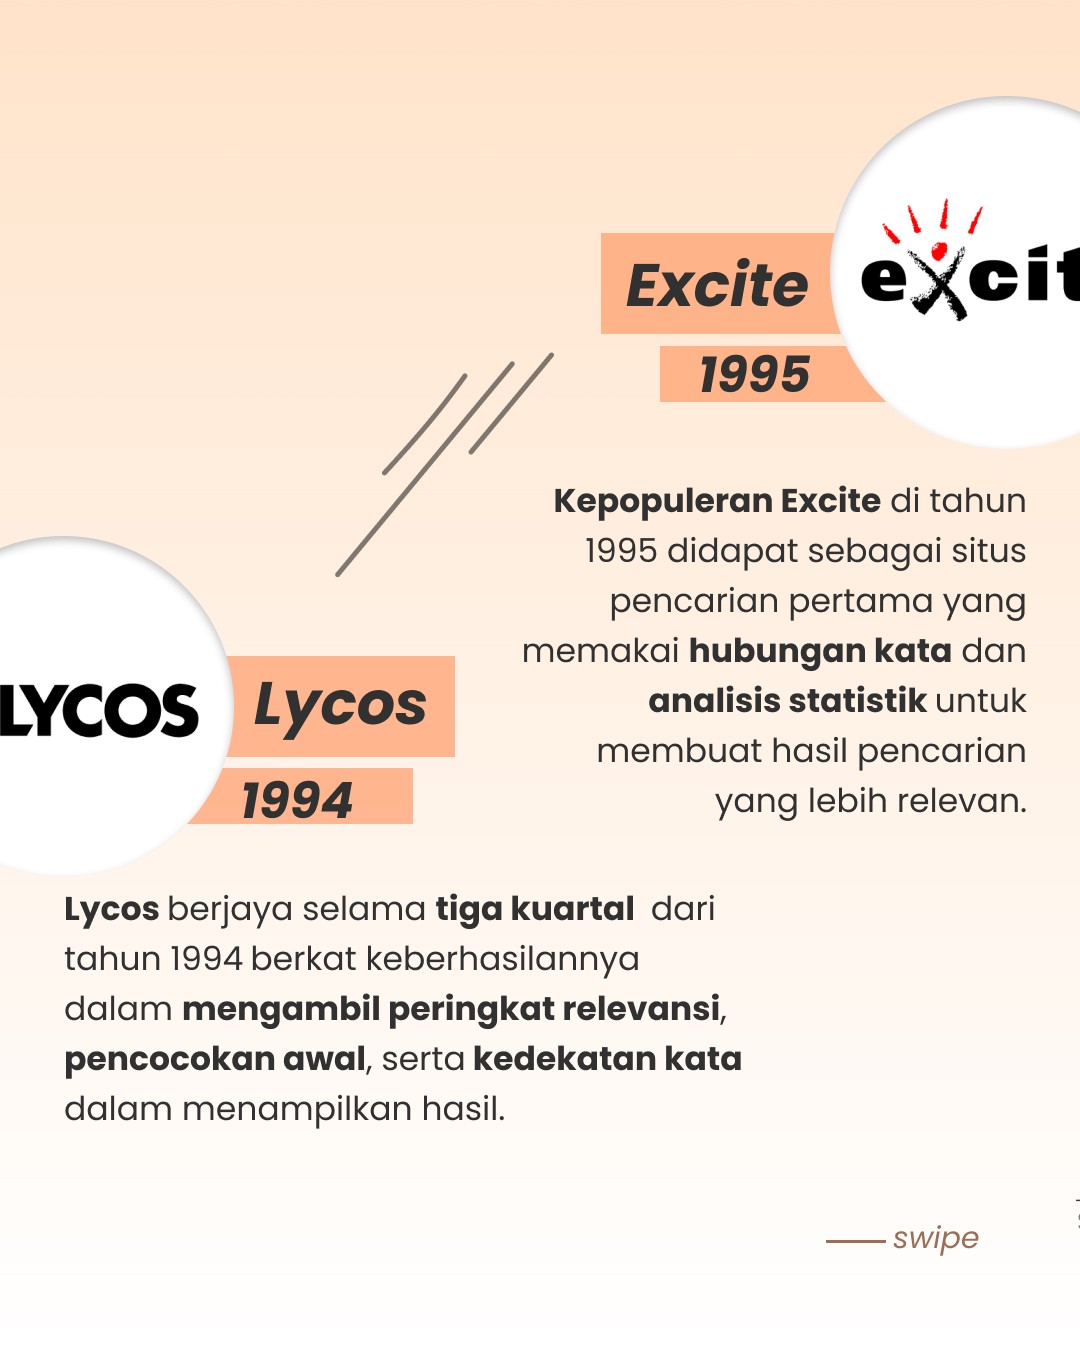 excit
Excite
1995
Kepopuleran Excite di tahun
1995 didapat sebagai situs
pencarian pertama yang
memakai hubungan kata dan
analisis statistik untuk
membuat hasil pencarian
yang lebih relevan.
LYCOS
Lycos
1994
Lycos berjaya selama tiga kuartal dari
tahun 1994 berkat keberhasilannya
dalam mengambil peringkat relevansi,
pencocokan awal, serta kedekatan kata
dalam menampilkan hasil.
swipe